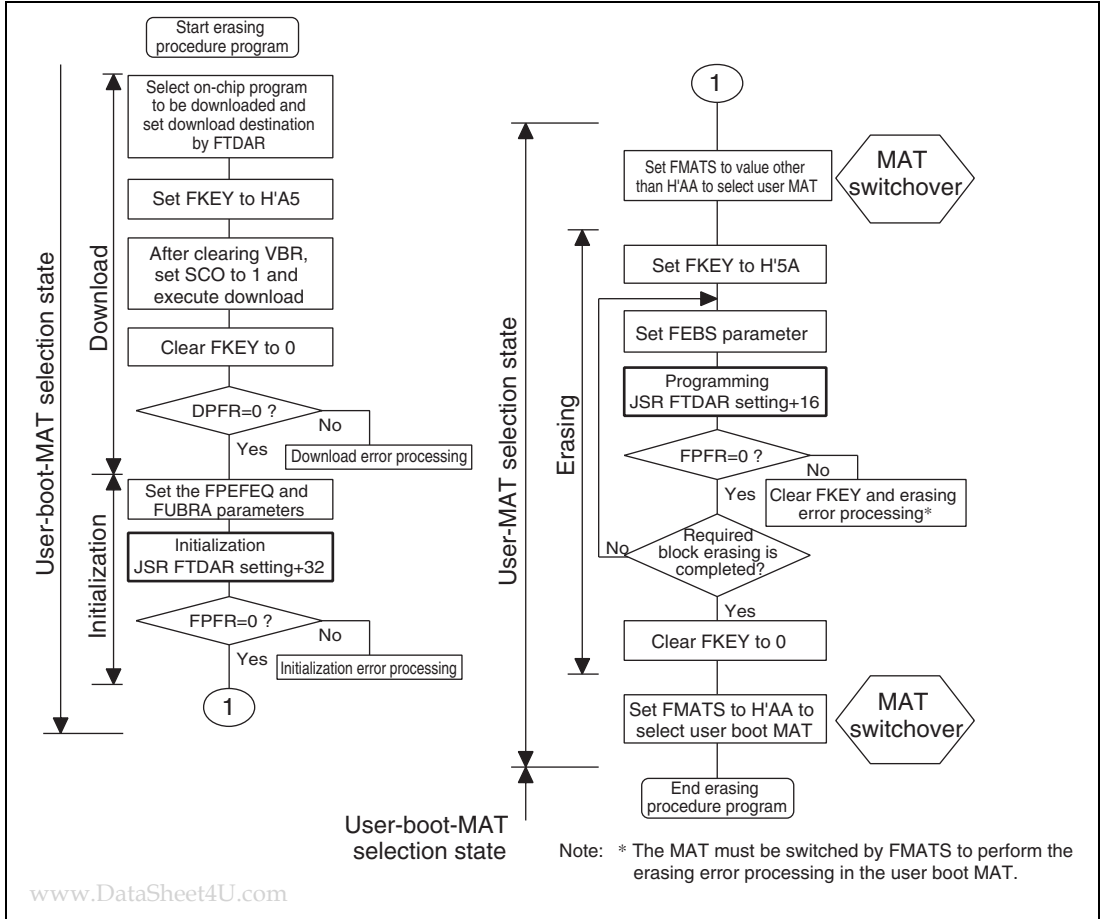 Start erasing
procedure program
Select on-chip program
to be downloaded and
set download destination
by FTDAR
Set FKEY to H'A5
After clearing VBR,
set SCO to 1 and
execute download
Clear FKEY to 0
DPFR=0 ?
No
Yes
Download error processing
Set the FPEFEQ and
FUBRA parameters
Initialization
JSR FTDAR setting+32
FPFR=0 ?
No
Yes
Initialization error processing
1
Download
Initialization
User-boot-MAT selection state
1
Set FMATS to value other
than H'AA to select user MAT
MAT
switchover
Set FKEY to H'5A
Set FEBS parameter
Programming
JSR FTDAR setting+16
FPFR=0 ?
No
Yes
Clear FKEY and erasing
error processing*
Required
block erasing is
completed?
No
Yes
Clear FKEY to 0
Set FMATS to H'AA to
select user boot MAT
MAT
switchover
End erasing
procedure program
Erasing
User-MAT selection state
User-boot-MAT
selection state
Note: * The MAT must be switched by FMATS to perform the
erasing error processing in the user boot MAT.
www.DataSheet4U.com